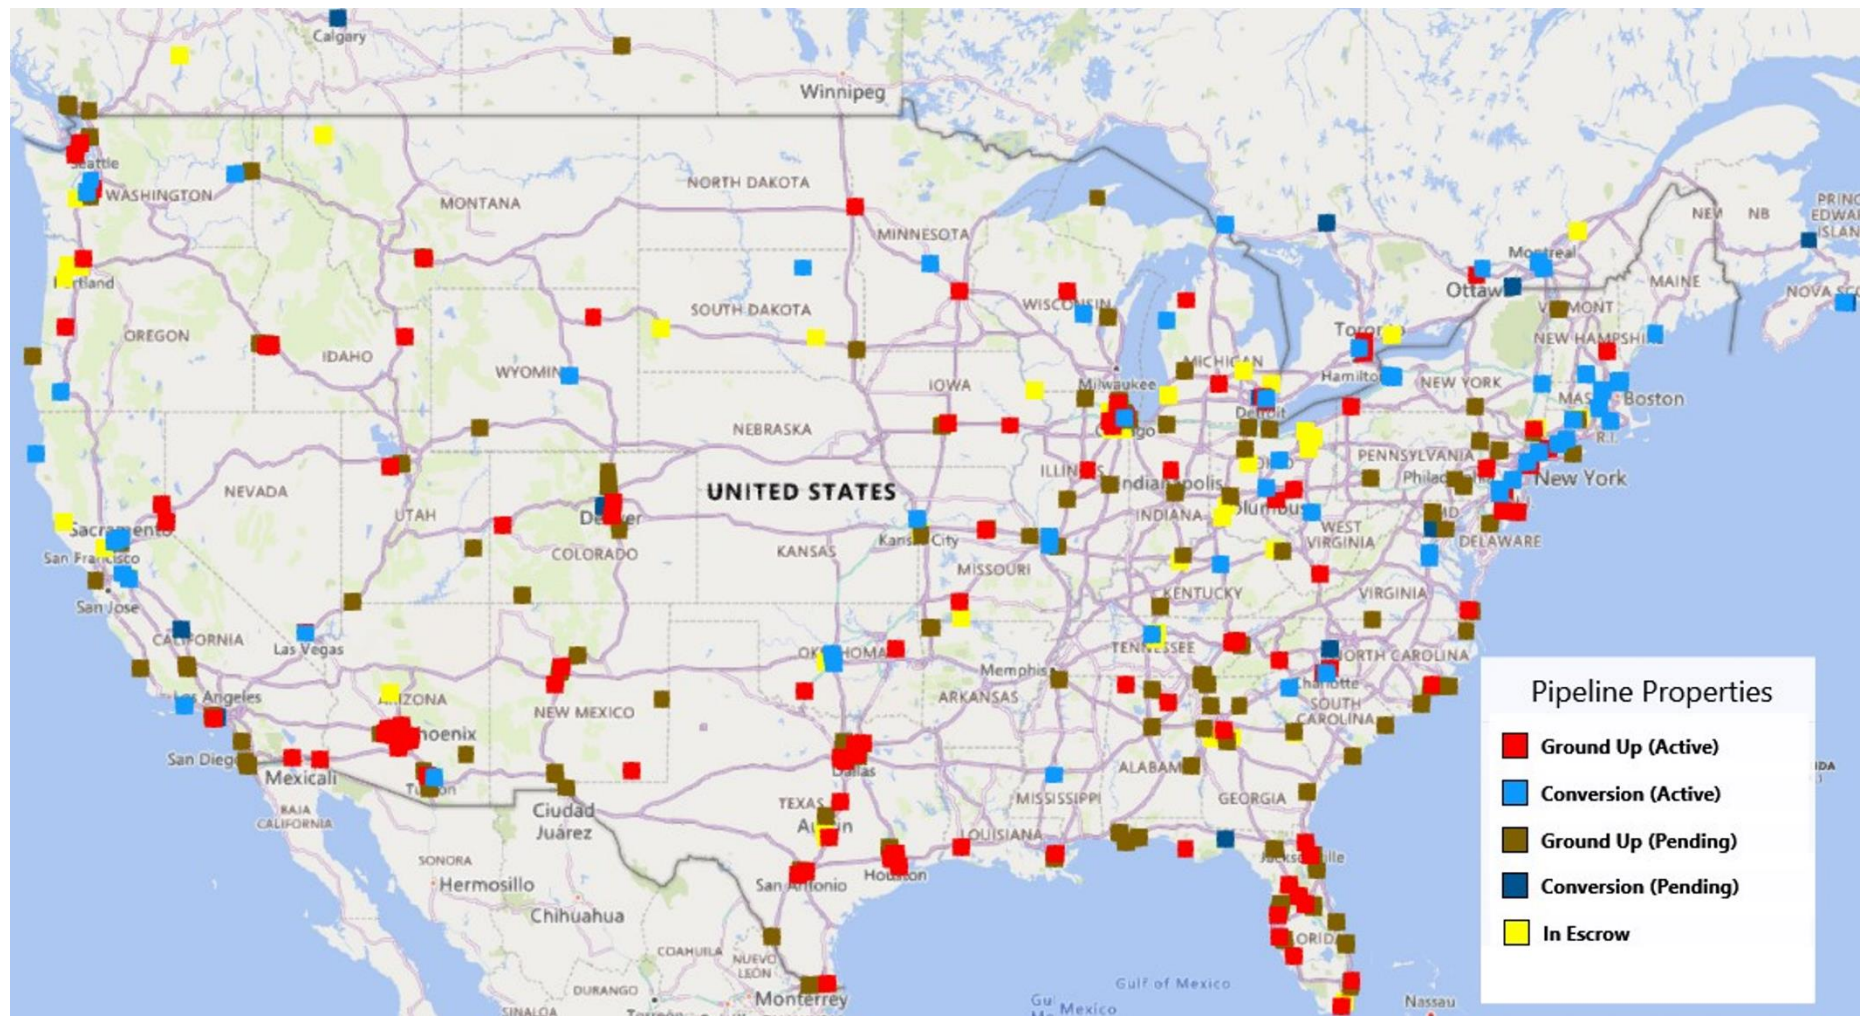 Calgary
Winnipeg
Seattle
WASHINGTON
MONTANA
NORTH DAKOTA
MINNESOTA
Montreal
Ottawa
MAINE
NB
OREGON
IDAHO
SOUTH DAKOTA
WISCONSIN
VERMONT
NEW HAMPSHIRE
Toronto
Hamilton
MICHIGAN
NEW YORK
IOWA
Milwaukee
Detroit
Boston
R.I.
NEBRASKA
PENNSYLVANIA
New York
NEVADA
UNITED STATES
Indianapolis
INDIANA
WEST
VIRGINIA
DELAWARE
UTAH
Denver
COLORADO
Sacramento
San Francisco
San Jose
KANSAS
Kansas City
MISSOURI
KENTUCKY
VIRGINIA
CALIFORNIA
Las Vegas
TENNESSEE
NORTH CAROLINA
Memphis
ARKANSAS
Los Angeles
ARIZONA
NEW MEXICO
Charlotte
SOUTH
CAROLINA
Phoenix
San Diego
Mexicali
Tucson
Dallas
ALABAMA
BAJA
CALIFORNIA
Ciudad
Juárez
TEXAS
Austin
MISSISSIPPI
GEORGIA
LOUISIANA
SONORA
Hermosillo
San Antonio
Houston
Jacksonville
Chihuahua
COAHUILA
NUEVO
LEÓN
DURANGO
Monterrey
Gulf of Mexico
Mexico
Nassau
SINALOA
Pipeline Properties
Ground Up (Active)
Conversion (Active)
Ground Up (Pending)
Conversion (Pending)
In Escrow